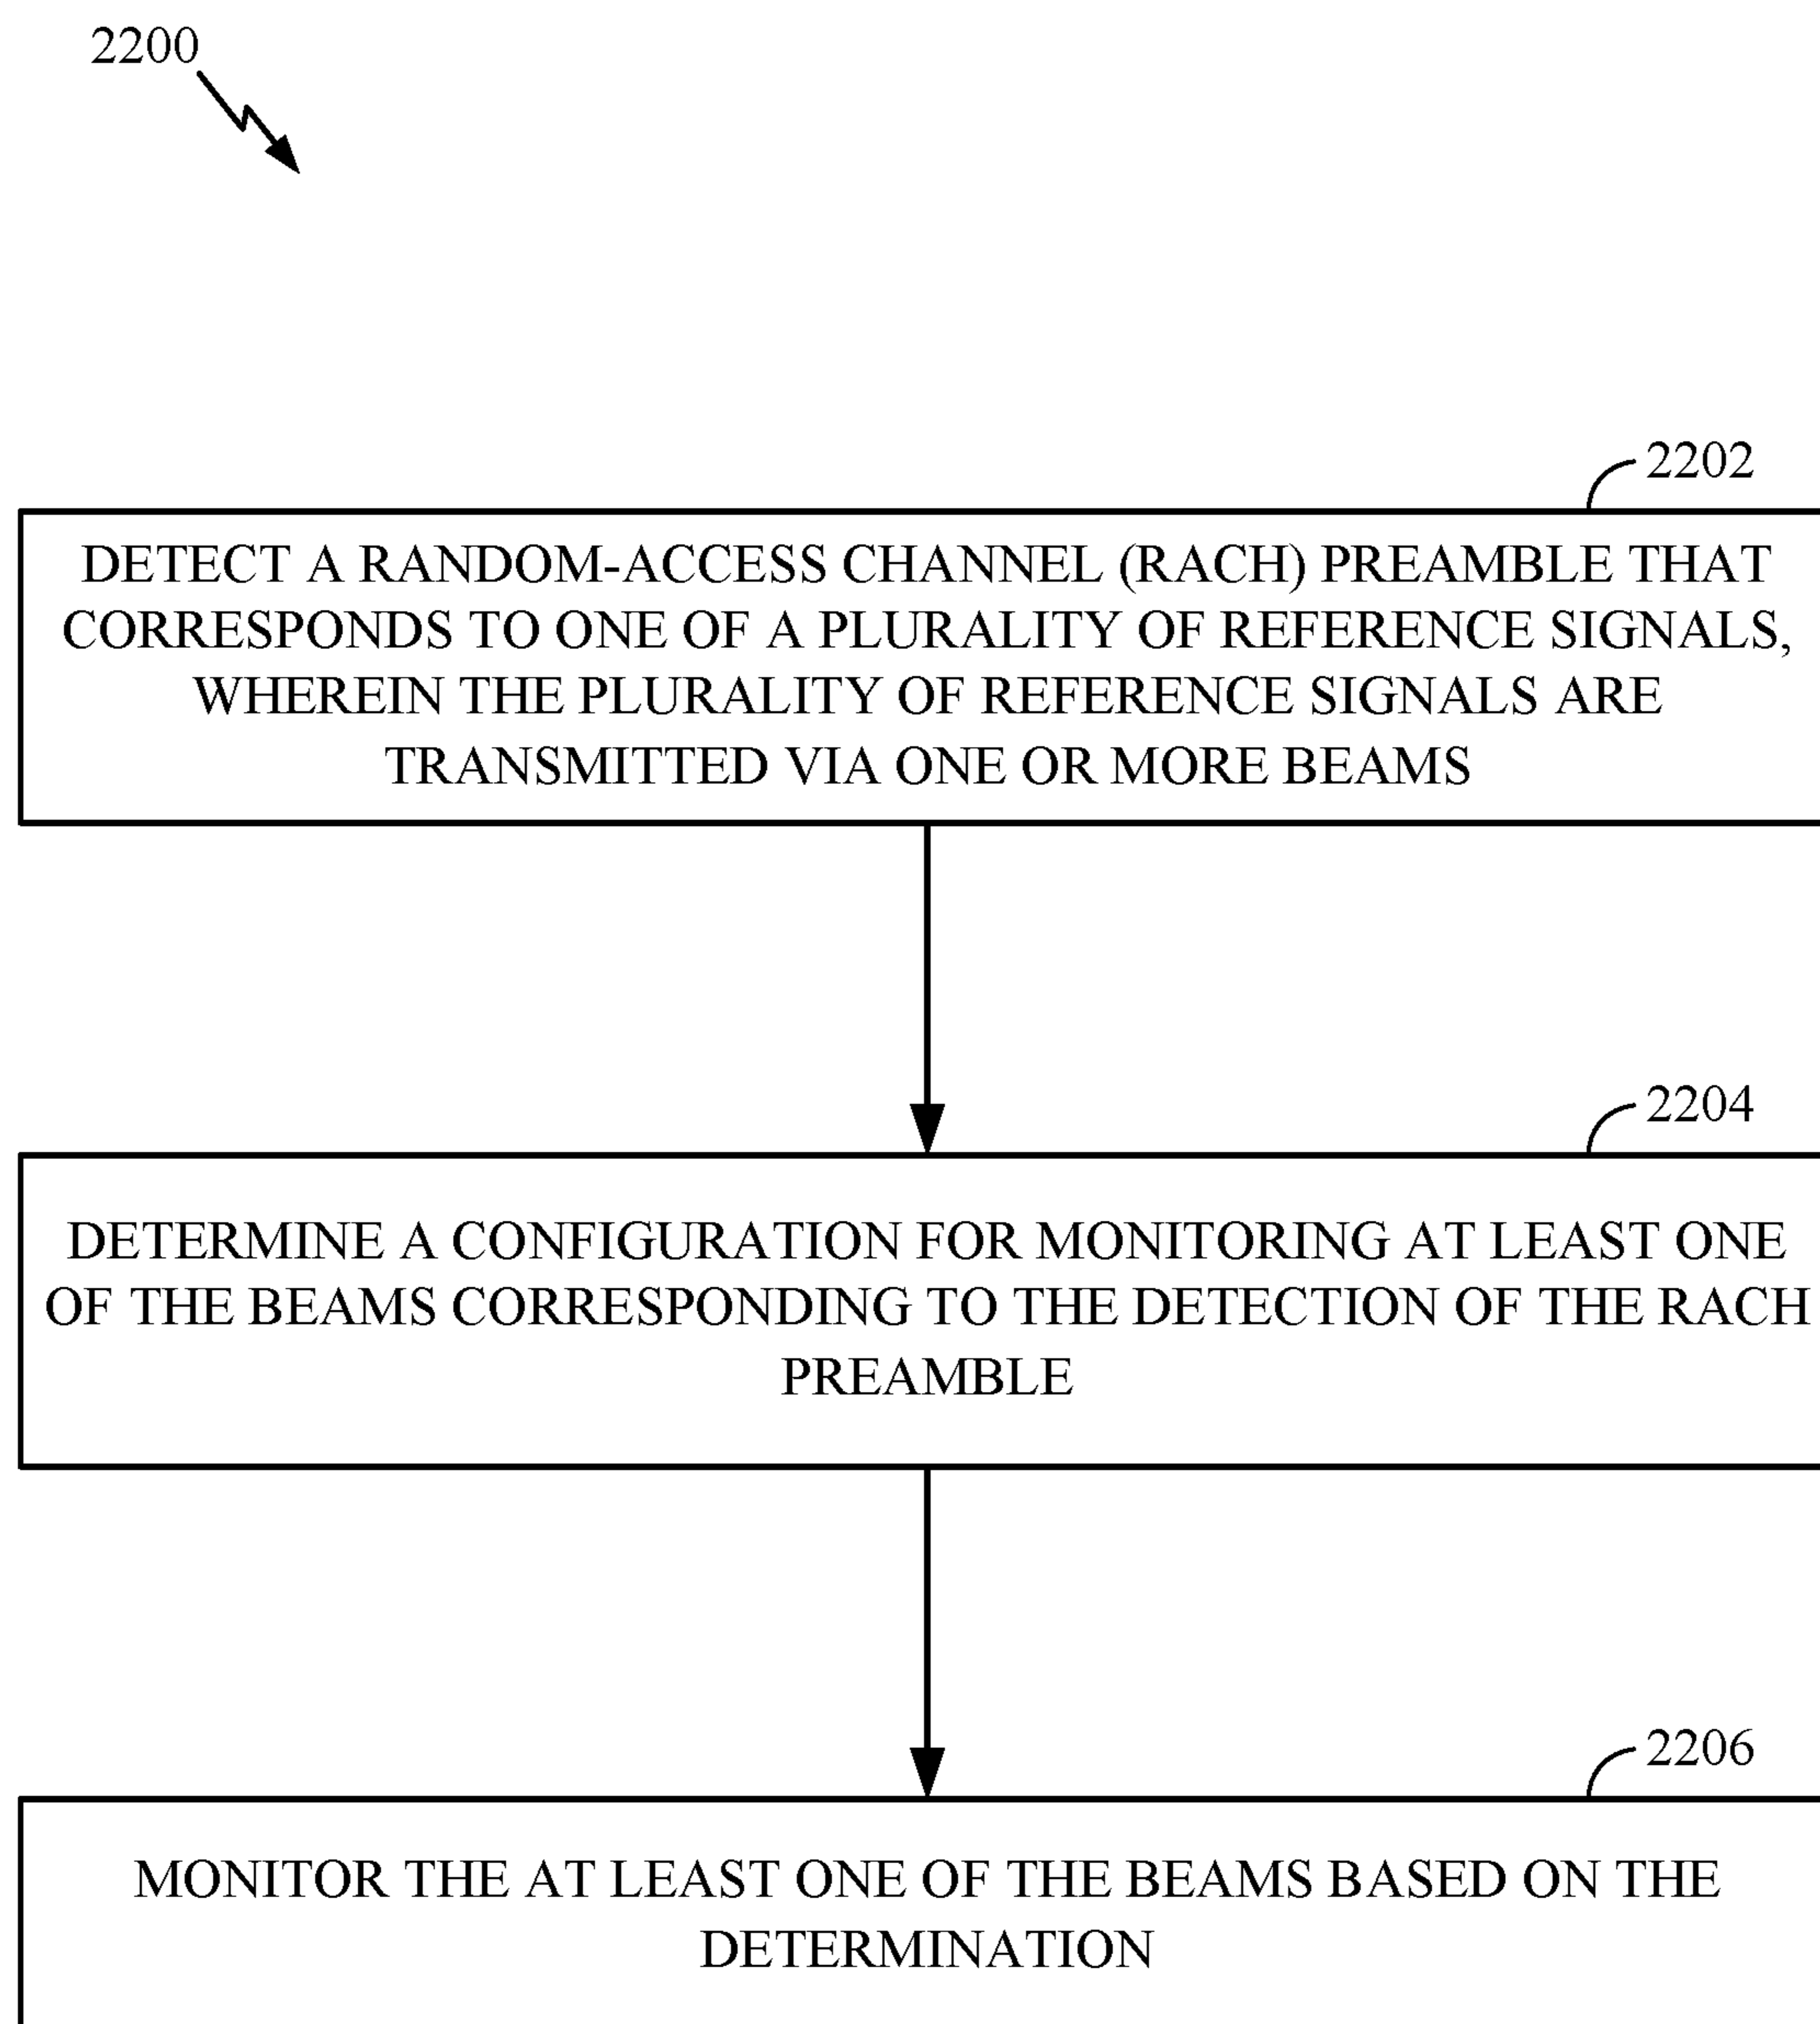 2200
2202
DETECT A RANDOM-ACCESS CHANNEL (RACH) PREAMBLE THAT
CORRESPONDS TO ONE OF A PLURALITY OF REFERENCE SIGNALS,
WHEREIN THE PLURALITY OF REFERENCE SIGNALS ARE
TRANSMITTED VIA ONE OR MORE BEAMS
2204
DETERMINE A CONFIGURATION FOR MONITORING AT LEAST ONE
OF THE BEAMS CORRESPONDING TO THE DETECTION OF THE RACH
PREAMBLE
2206
MONITOR THE AT LEAST ONE OF THE BEAMS BASED ON THE
DETERMINATION